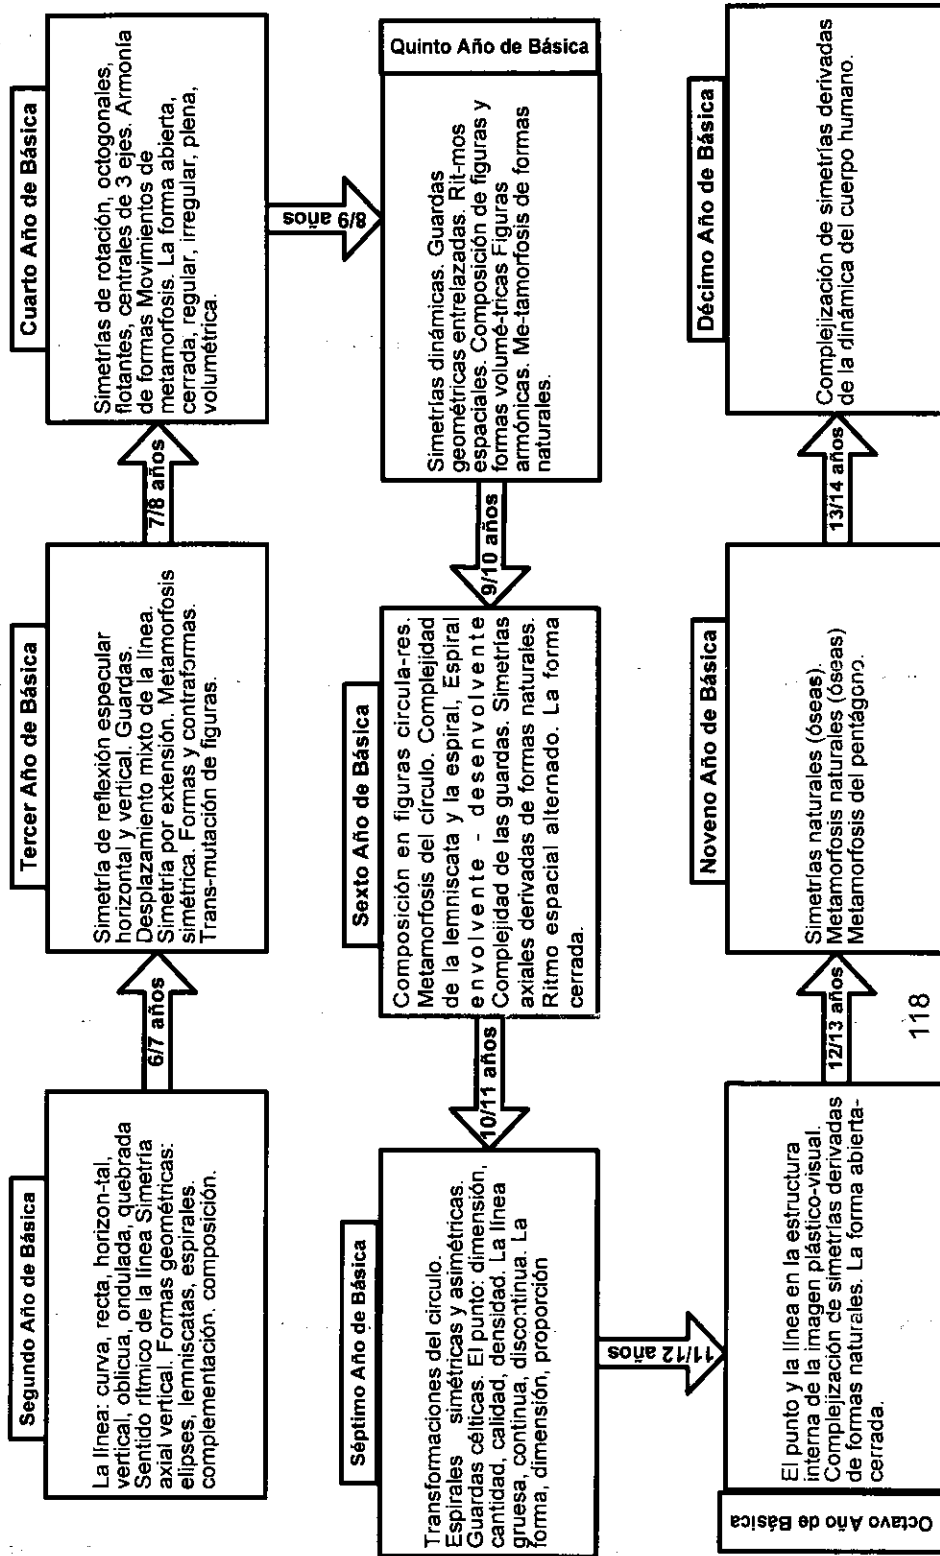 Segundo Año de Básica
La línea: curva, recta, horizon-tal,
vertical, oblicua, ondulada, quebrada
Sentido rítmico de la línea Simetría
axial vertical. Formas geométricas:
elipses, lemniscatas, espirales.
complementación. composición.
6/7 años
Tercer Año de Básica
Simetría de reflexión especular
horizontal y vertical. Guardas.
Desplazamiento mixto de la línea.
Simetría por extensión. Metamorfosis
simétrica. Formas y contraformas.
Trans-mutación de figuras.
7/8 años
Cuarto Año de Básica
Simetrías de rotación, octogonales,
flotantes, centrales de 3 ejes. Armonía
de formas Movimientos de
metamorfosis. La forma abierta,
cerrada, regular, irregular, plena,
volumétrica.
8/9 años
Quinto Año de Básica
Simetrías dinámicas. Guardas
geométricas entrelazadas. Rit-mos
espaciales. Composición de figuras y
formas volumé-tricas Figuras
armónicas. Me-tamorfosis de formas
naturales.
9/10 años
Sexto Año de Básica
Composición en figuras circula-res.
Metamorfosis del círculo. Complejidad
de la lemniscata y la espiral, Espiral
envolvente - desenvolvente
Complejidad de las guardas. Simetrías
axiales derivadas de formas naturales.
Ritmo espacial alternado. La forma
cerrada.
10/11 años
Séptimo Año de Básica
Transformaciones del circulo.
Espirales simétricas y asimétricas.
Guardas célticas. El punto: dimensión,
cantidad, calidad, densidad. La línea
gruesa, continua, discontinua. La
forma, dimensión, proporción
11/12 años
Octavo Año de Básica
El punto y la línea en la estructura
interna de la imagen plástico-visual.
Complejización de simetrías derivadas
de formas naturales. La forma abierta-
cerrada.
12/13 años
Noveno Año de Básica
Simetrías naturales (óseas).
Metamorfosis naturales (óseas)
Metamorfosis del pentágono.
13/14 años
Décimo Año de Básica
Complejización de simetrías derivadas
de la dinámica del cuerpo humano.
118